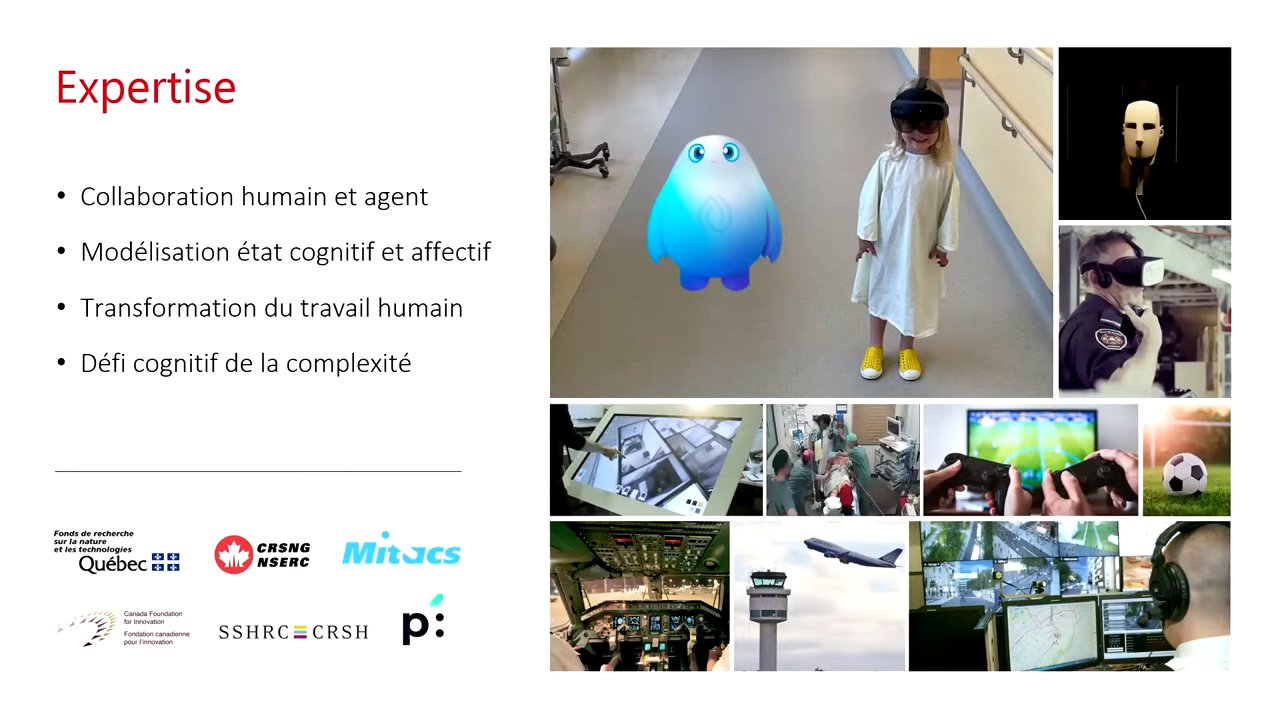 Expertise
• Collaboration humain et agent
• Modélisation état cognitif et affectif
• Transformation du travail humain
• Défi cognitif de la complexité
Fonds de recherche
sur la nature
et les technologies
Québec
CRSNG
NSERC
Mitacs
Canada Foundation
for Innovation
Fondation canadienne
pour l'innovation
SSHRC CRSH
p: